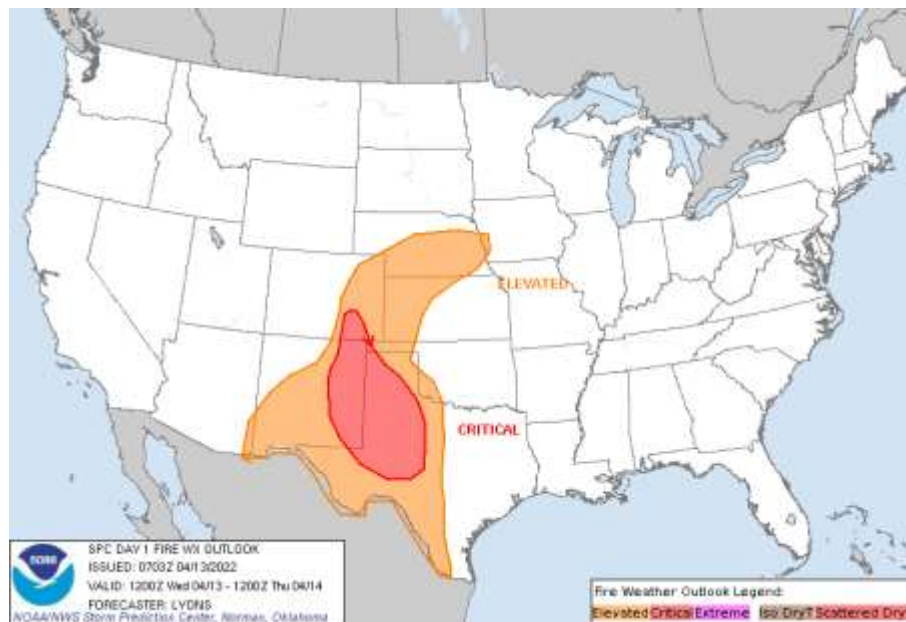 ELEVATED
CRITICAL
NOAA
SPC DAY 1 FIRE WX OUTLOOK
ISSUED: 0703Z 04/13/2022
VALID: 1200Z Wed 04/13 - 1200Z Thu 04/14
FORECASTER: LYONS
NOAA/NWS Storm Prediction Center, Norman, Oklahoma
Fire Weather Outlook Legend:
Elevated Critical Extreme Iso DryT Scattered Dry